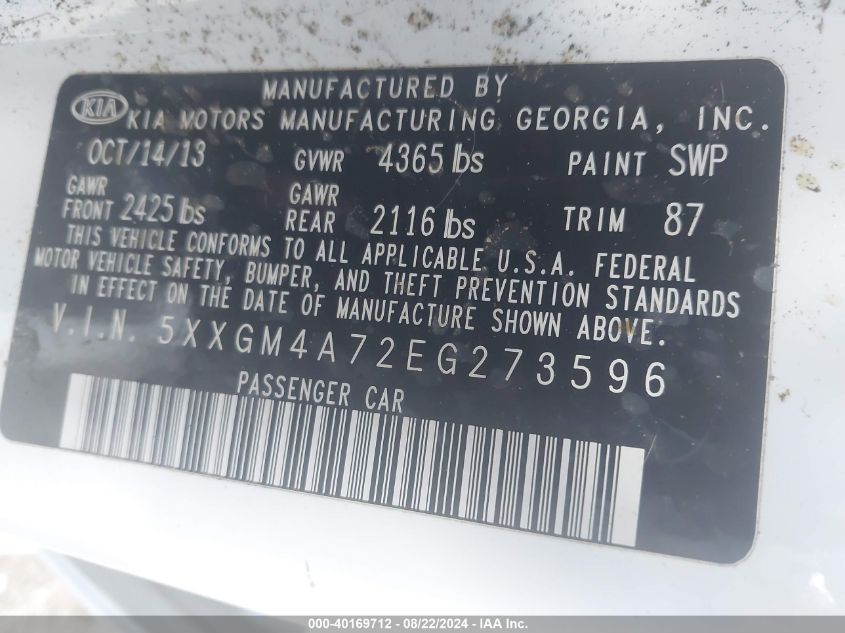 MANUFACTURED BY
KIA KIA MOTORS MANUFACTURING GEORGIA, INC.
OCT/14/13 GVWR 4365 lbs PAINT SWP
GAWR FRONT 2425 lbs GAWR REAR 2116 lbs TRIM 87
THIS VEHICLE CONFORMS TO ALL APPLICABLE U.S.A. FEDERAL
MOTOR VEHICLE SAFETY, BUMPER, AND THEFT PREVENTION STANDARDS
IN EFFECT ON THE DATE OF MANUFACTURE SHOWN ABOVE.
V.I.N. 5XXGM4A72EG273596
PASSENGER CAR
000-40169712 - 08/22/2024 - IAA Inc.